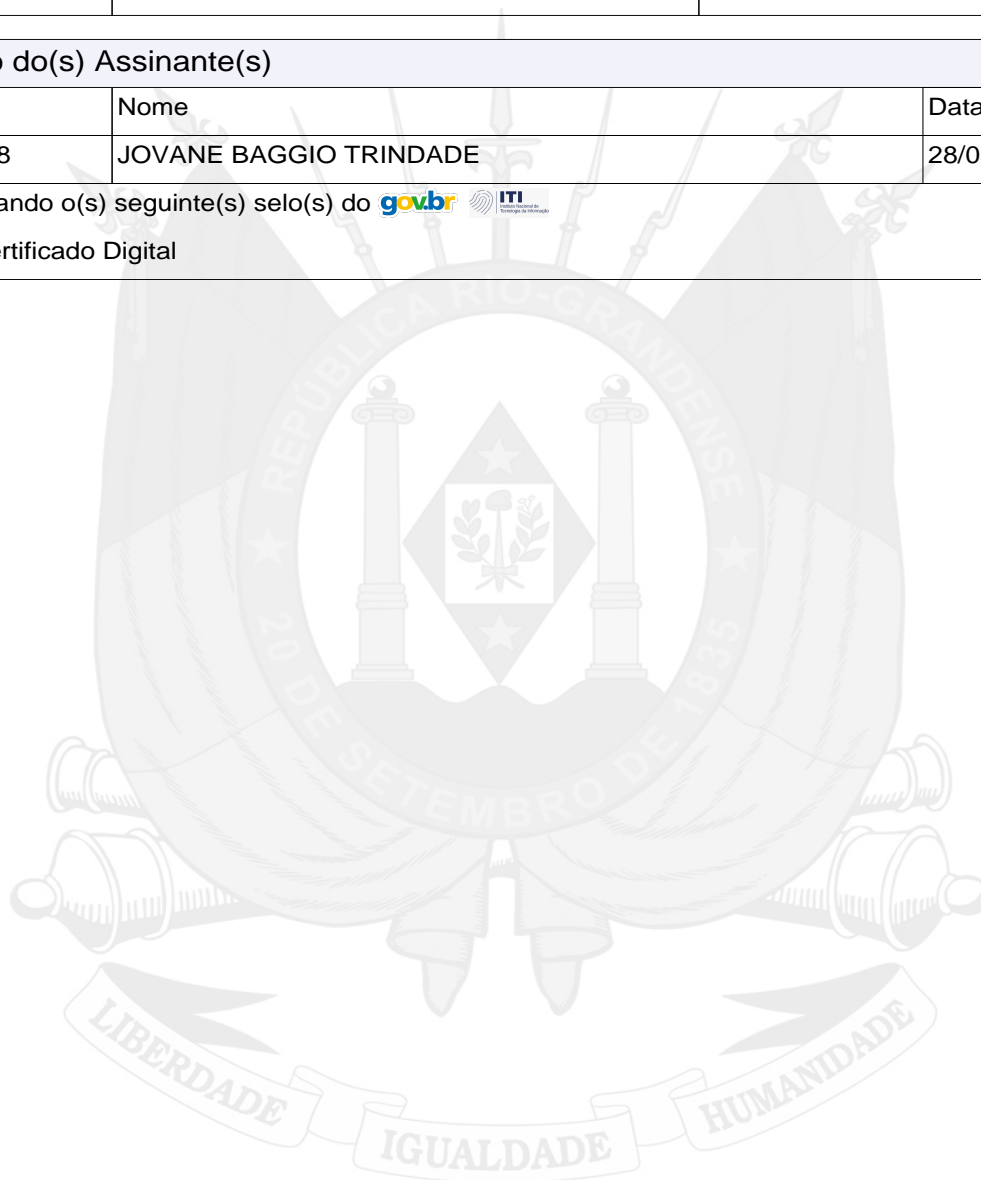 o do(s) Assinante(s)
Nome Data
8 JOVANE BAGGIO TRINDADE 28/0
ando o(s) seguinte(s) selo(s) do gov.br ITI
rtificado Digital
REPÚBLICA RIO-GRANDENSE
20 DE SETEMBRO DE 1835
LIBERDADE IGUALDADE HUMANIDADE